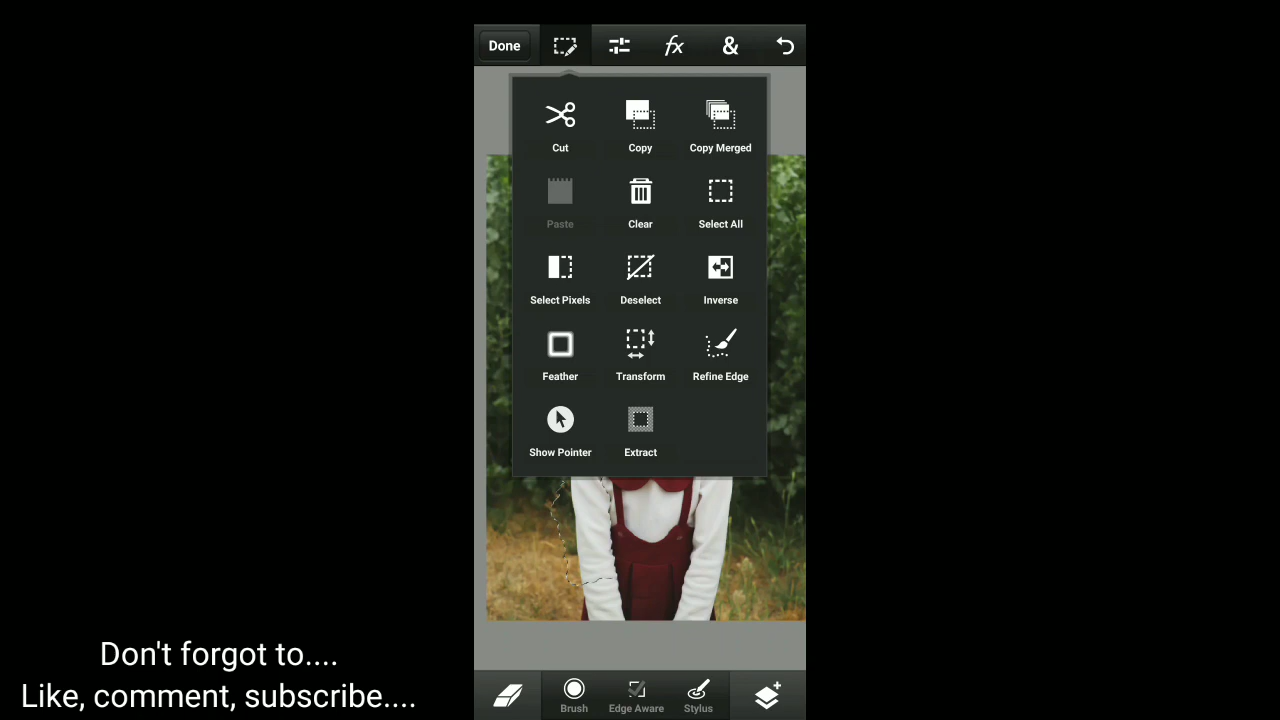 Done fx &
Cut Copy Copy Merged
Paste Clear Select All
Select Pixels Deselect Inverse
Feather Transform Refine Edge
Show Pointer Extract
Don't forgot to....
Like, comment, subscribe....
Brush Edge Aware Stylus